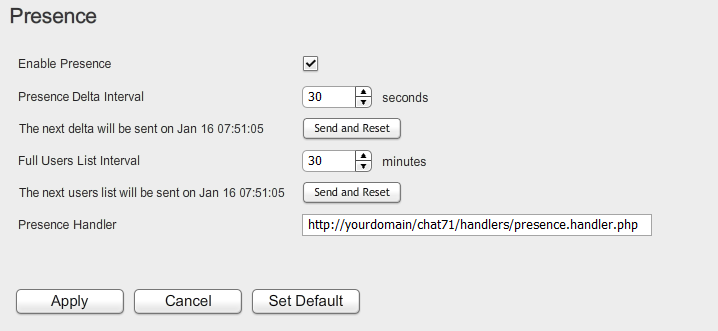 Presence
Enable Presence
Presence Delta Interval 30 seconds
The next delta will be sent on Jan 16 07:51:05 Send and Reset
Full Users List Interval 30 minutes
The next users list will be sent on Jan 16 07:51:05 Send and Reset
Presence Handler http://yourdomain/chat71/handlers/presence.handler.php
Apply Cancel Set Default